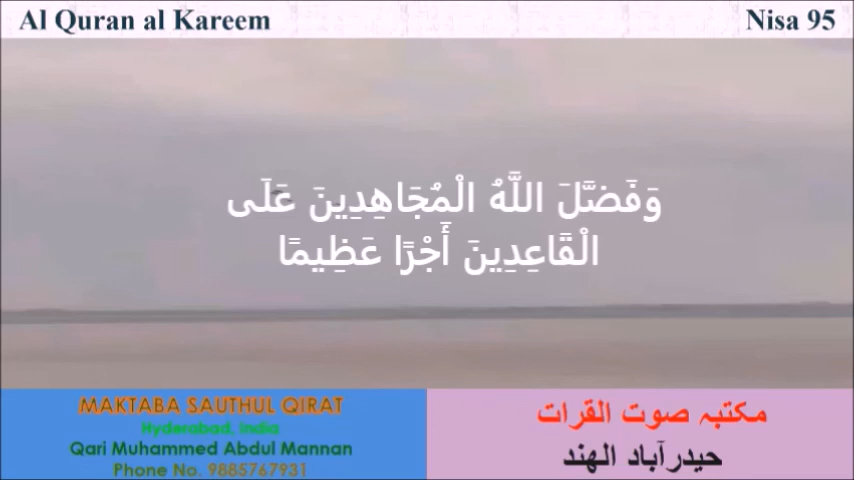 Al Quran al Kareem
Nisa 95
وَفَضَّلَ اللَّهُ الْمُجَاهِدِينَ عَلَى
الْقَاعِدِينَ أَجْرًا عَظِيمًا
MAKTABA SAUTHUL QIRAT
Hyderabad, India
Qari Muhammed Abdul Mannan
Phone No. 9885767931
مکتبہ صوت القرات
حیدرآباد الهند